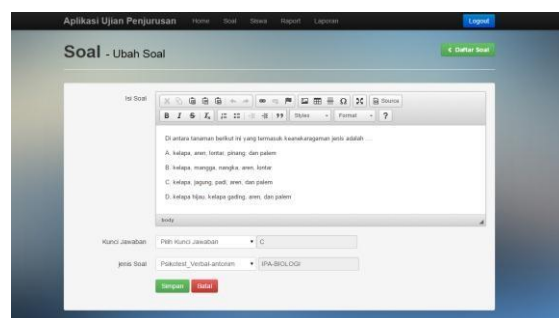 Aplikasi Ujian Penjurusan Home Soal Siswa Raport Laporan Logout
Soal - Ubah Soal
Daftar Soal
Isi Soal
Source
B I S Styles Format ?
Di antara tanaman berikut ini yang termasuk keanekaragaman jenis adalah ...
A. kelapa, aren, lontar, pinang, dan palem
B. kelapa, mangga, nangka, aren, lontar
C. kelapa, jagung, padi, aren, dan palem
D. kelapa hijau, kelapa gading, aren, dan palem
body
Kunci Jawaban Pilih Kunci Jawaban C
Jenis Soal Psikotest_Verbal-antonim IPA-BIOLOGI
Simpan Batal